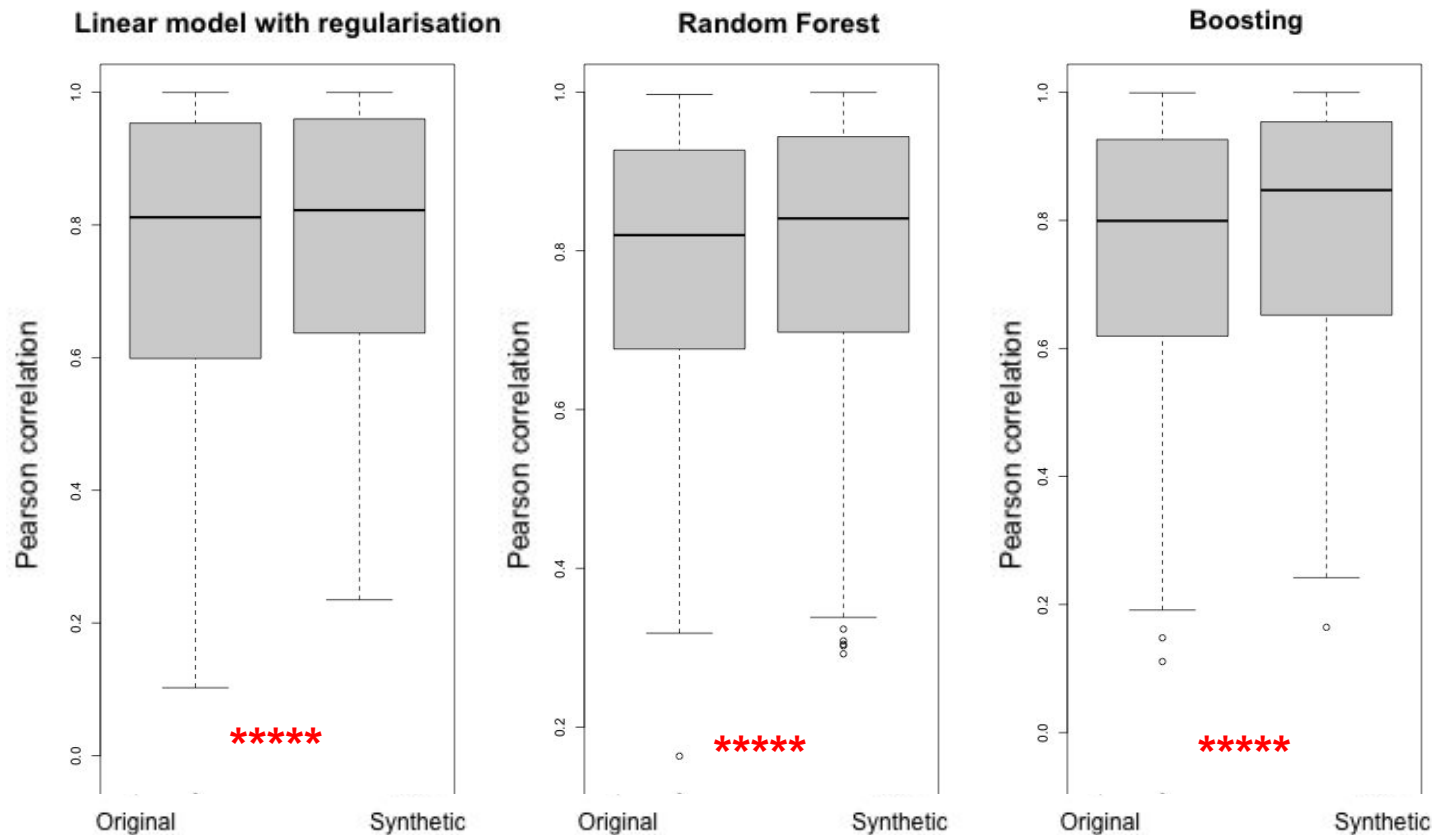 Linear model with regularisation
Random Forest
Boosting
Pearson correlation
1.0
0.8
0.6
0.4
0.2
0.0
*****
Original
Synthetic
Pearson correlation
1.0
0.8
0.6
0.4
0.2
*****
Original
Synthetic
Pearson correlation
1.0
0.8
0.6
0.4
0.2
0.0
*****
Original
Synthetic